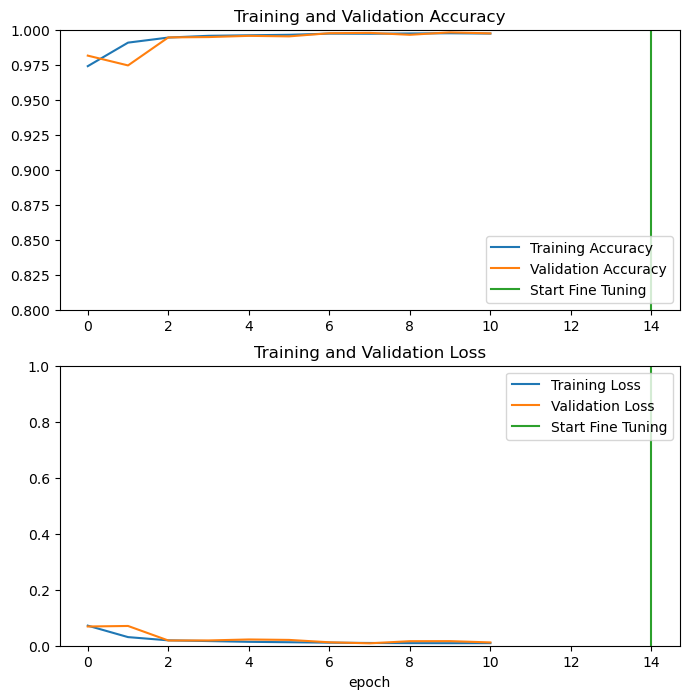 Training and Validation Accuracy
1.000
0.975
0.950
0.925
0.900
0.875
0.850
0.825
0.800
Training Accuracy
Validation Accuracy
Start Fine Tuning
0 2 4 6 8 10 12 14
Training and Validation Loss
1.0
0.8
0.6
0.4
0.2
0.0
Training Loss
Validation Loss
Start Fine Tuning
0 2 4 6 8 10 12 14
epoch